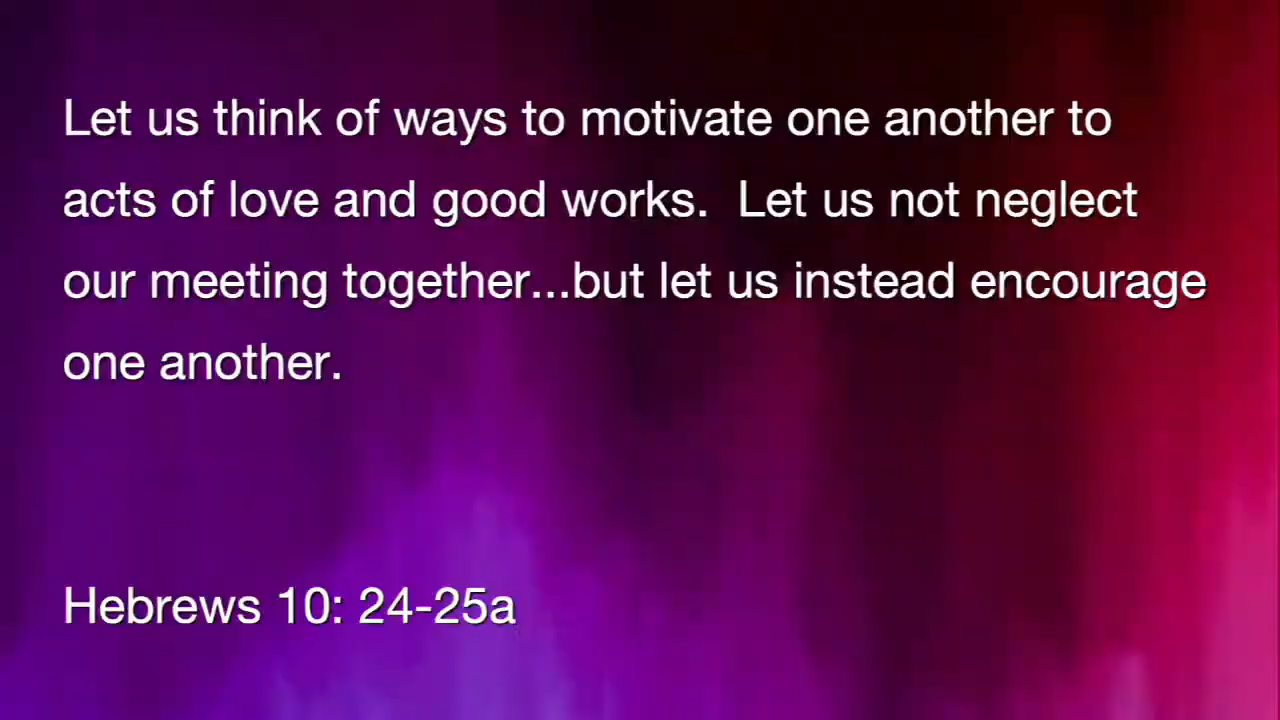 Let us think of ways to motivate one another to
acts of love and good works.  Let us not neglect
our meeting together...but let us instead encourage
one another.
Hebrews 10: 24-25a